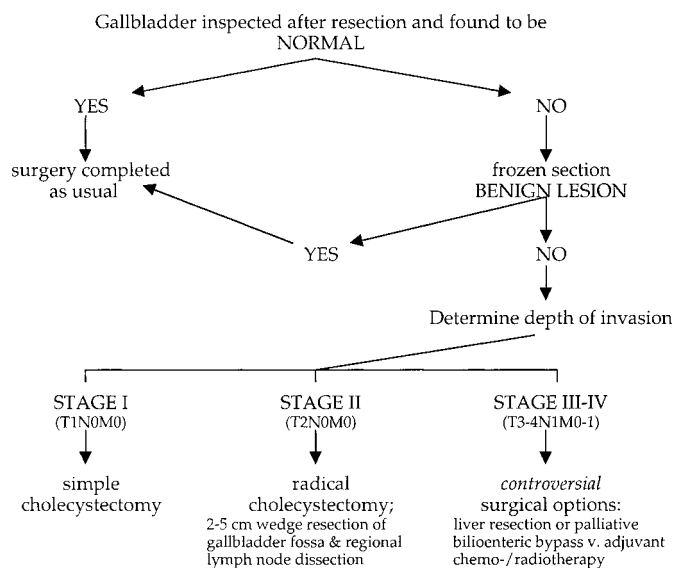 Gallbladder inspected after resection and found to be
NORMAL
YES
NO
surgery completed
as usual
frozen section
BENIGN LESION
YES
NO
Determine depth of invasion
STAGE I
(T1N0M0)
STAGE II
(T2N0M0)
STAGE III-IV
(T3-4N1M0-1)
simple
cholecystectomy
radical
cholecystectomy;
2-5 cm wedge resection of
gallbladder fossa & regional
lymph node dissection
controversial
surgical options:
liver resection or palliative
bilioenteric bypass v. adjuvant
chemo-/radiotherapy